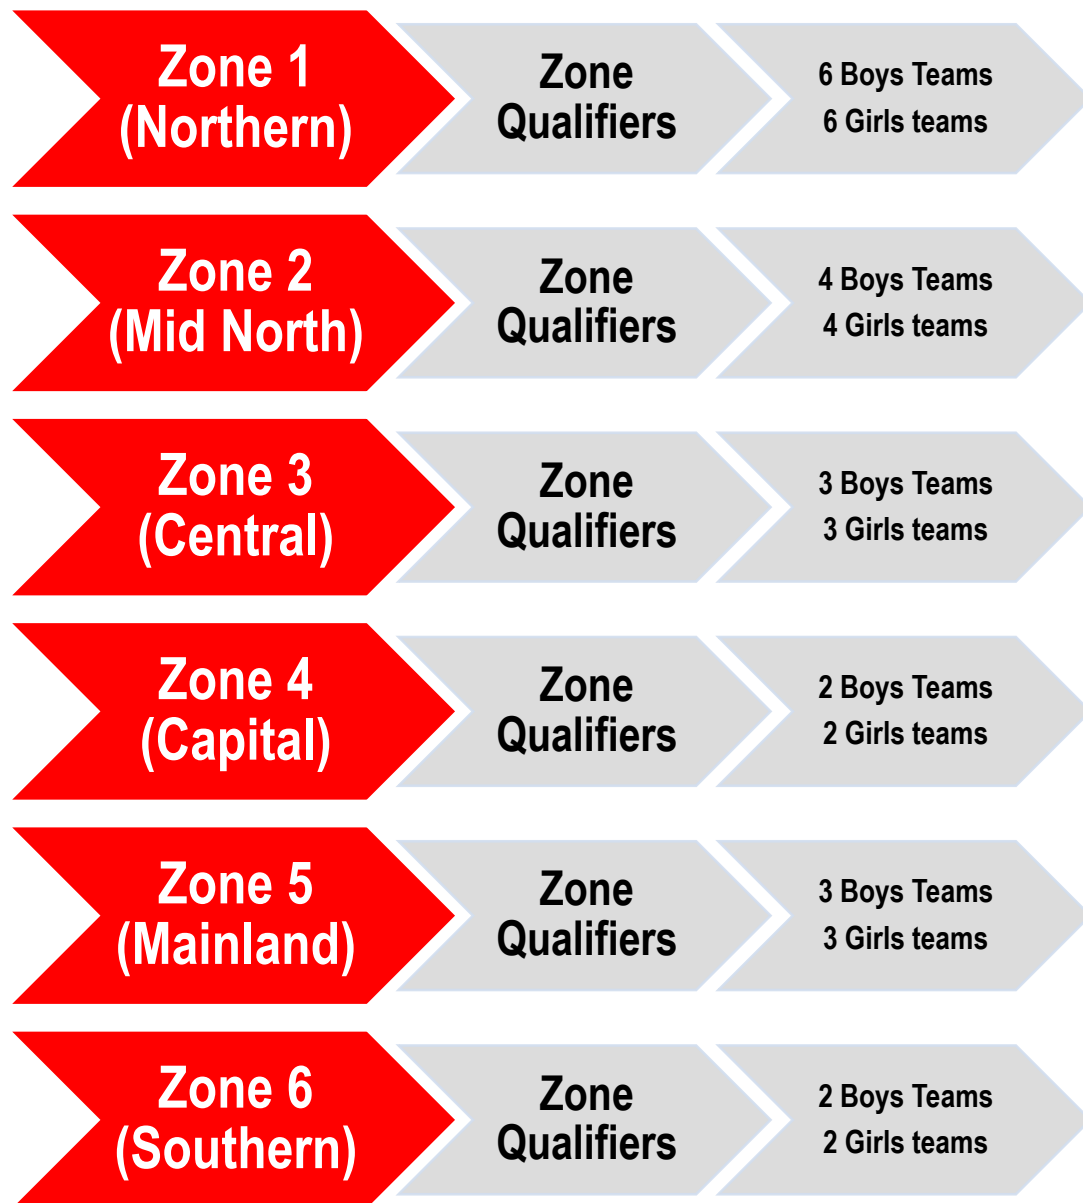 Zone 1
(Northern)
Zone
Qualifiers
6 Boys Teams
6 Girls teams
Zone 2
(Mid North)
Zone
Qualifiers
4 Boys Teams
4 Girls teams
Zone 3
(Central)
Zone
Qualifiers
3 Boys Teams
3 Girls teams
Zone 4
(Capital)
Zone
Qualifiers
2 Boys Teams
2 Girls teams
Zone 5
(Mainland)
Zone
Qualifiers
3 Boys Teams
3 Girls teams
Zone 6
(Southern)
Zone
Qualifiers
2 Boys Teams
2 Girls teams